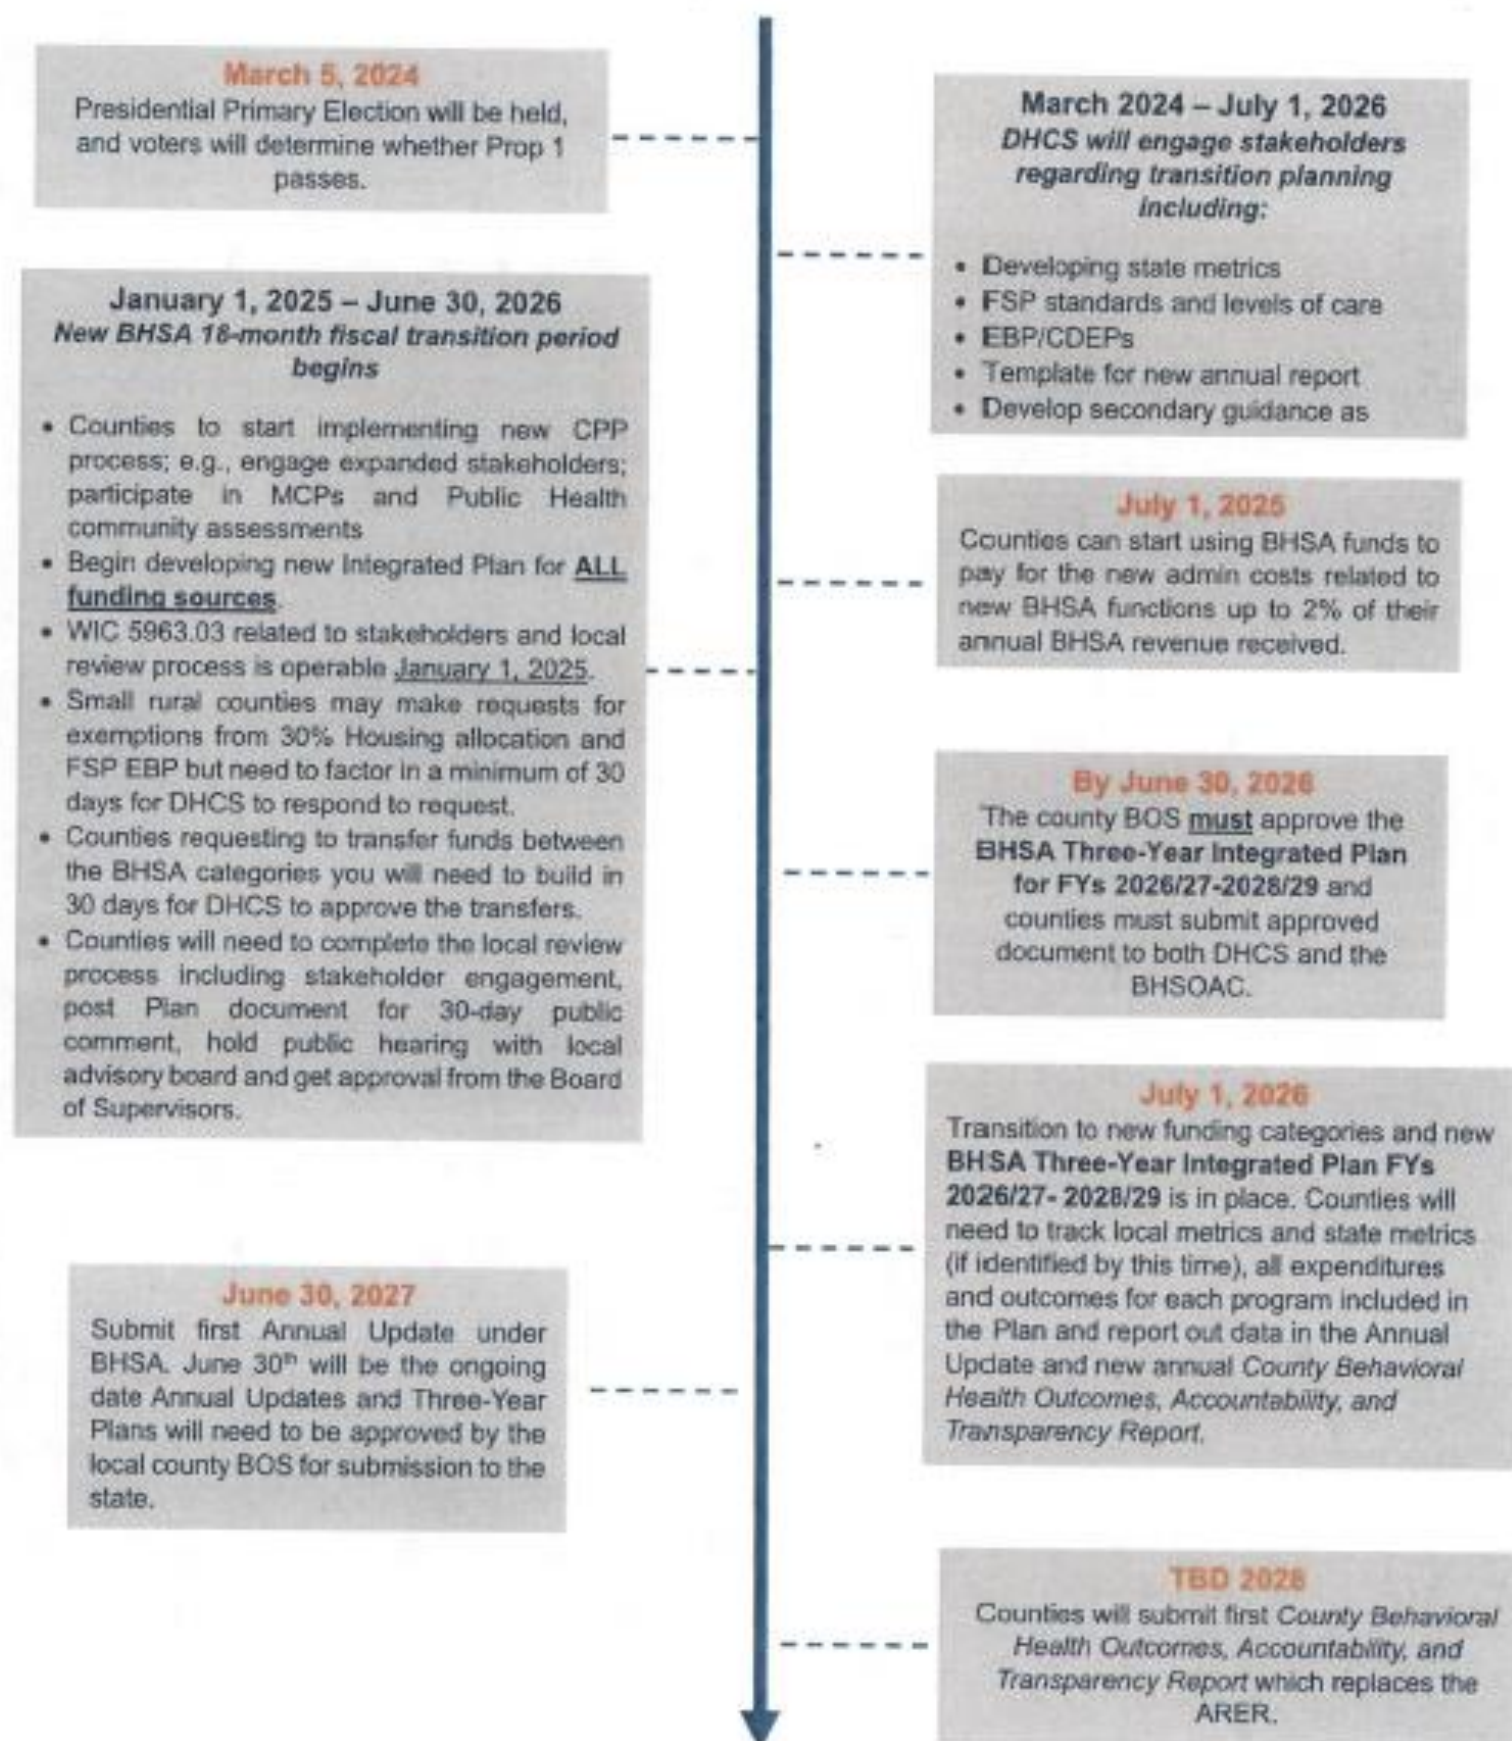 March 5, 2024
Presidential Primary Election will be held,
and voters will determine whether Prop 1
passes.
March 2024 – July 1, 2026
DHCS will engage stakeholders
regarding transition planning
including:
• Developing state metrics
• FSP standards and levels of care
• EBP/CDEPs
• Template for new annual report
• Develop secondary guidance as
January 1, 2025 – June 30, 2026
New BHSA 18-month fiscal transition period
begins
• Counties to start implementing new CPP
process; e.g., engage expanded stakeholders;
participate in MCPs and Public Health
community assessments
• Begin developing new Integrated Plan for ALL
funding sources.
• WIC 5963.03 related to stakeholders and local
review process is operable January 1, 2025.
• Small rural counties may make requests for
exemptions from 30% Housing allocation and
FSP EBP but need to factor in a minimum of 30
days for DHCS to respond to request.
• Counties requesting to transfer funds between
the BHSA categories you will need to build in
30 days for DHCS to approve the transfers.
• Counties will need to complete the local review
process including stakeholder engagement,
post Plan document for 30-day public
comment, hold public hearing with local
advisory board and get approval from the Board
of Supervisors.
July 1, 2025
Counties can start using BHSA funds to
pay for the new admin costs related to
new BHSA functions up to 2% of their
annual BHSA revenue received.
By June 30, 2026
The county BOS must approve the
BHSA Three-Year Integrated Plan
for FYs 2026/27-2028/29 and
counties must submit approved
document to both DHCS and the
BHSOAC.
July 1, 2026
Transition to new funding categories and new
BHSA Three-Year Integrated Plan FYs
2026/27- 2028/29 is in place. Counties will
need to track local metrics and state metrics
(if identified by this time), all expenditures
and outcomes for each program included in
the Plan and report out data in the Annual
Update and new annual County Behavioral
Health Outcomes, Accountability, and
Transparency Report.
June 30, 2027
Submit first Annual Update under
BHSA. June 30th will be the ongoing
date Annual Updates and Three-Year
Plans will need to be approved by the
local county BOS for submission to the
state.
TBD 2028
Counties will submit first County Behavioral
Health Outcomes, Accountability, and
Transparency Report which replaces the
ARER.